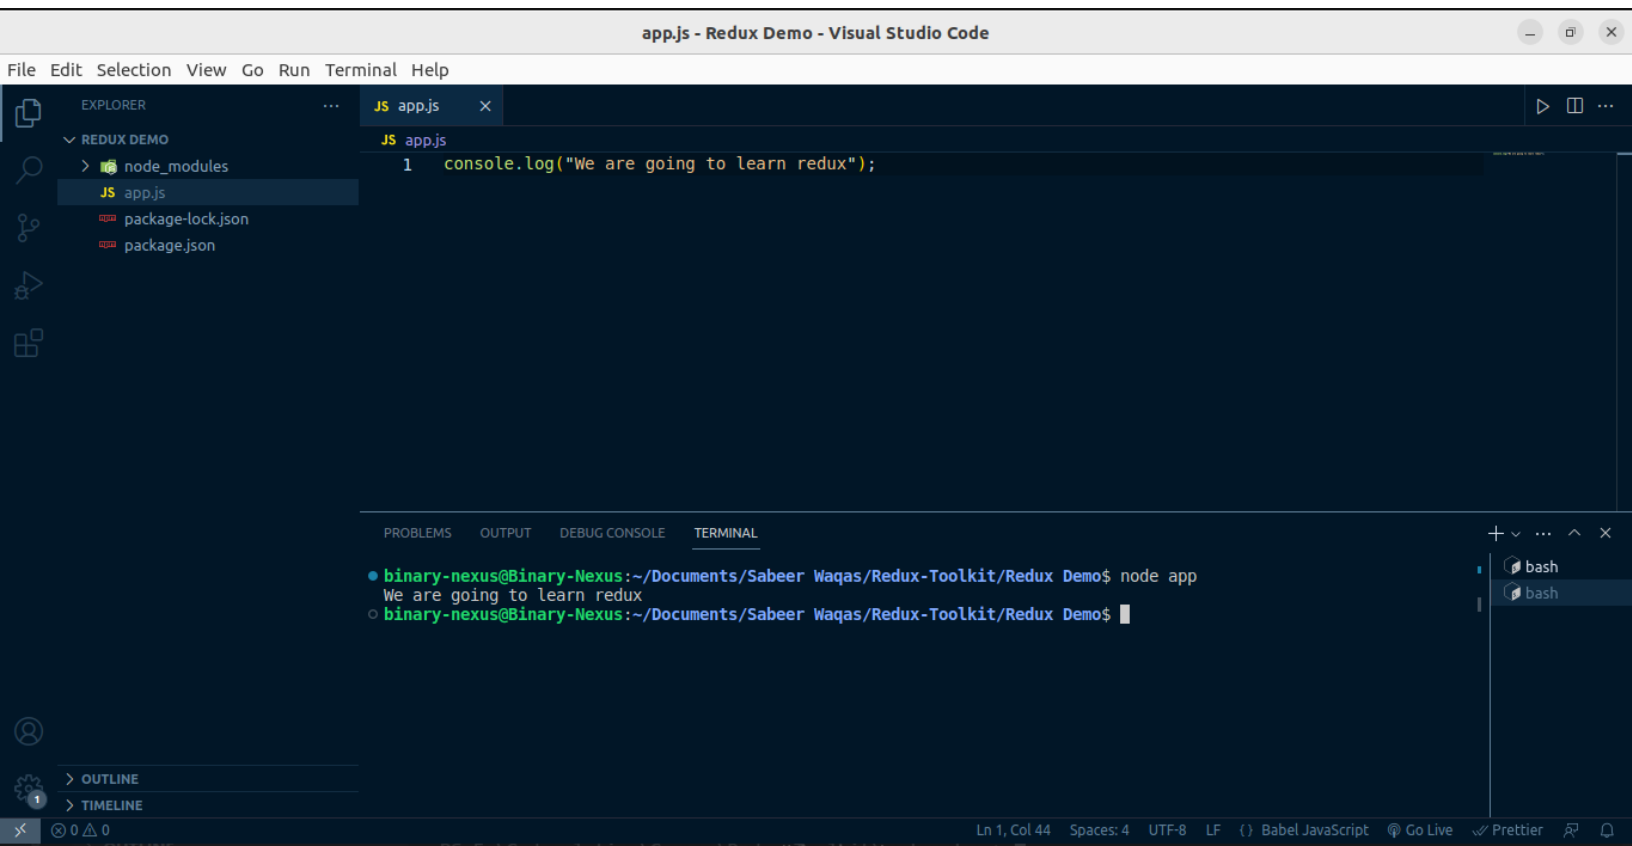 app.js - Redux Demo - Visual Studio Code
File Edit Selection View Go Run Terminal Help
EXPLORER
JS app.js
REDUX DEMO
JS app.js
node_modules
1 console.log("We are going to learn redux");
JS app.js
package-lock.json
package.json
PROBLEMS OUTPUT DEBUG CONSOLE TERMINAL
binary-nexus@Binary-Nexus:~/Documents/Sabeer Waqas/Redux-Toolkit/Redux Demo$ node app
We are going to learn redux
binary-nexus@Binary-Nexus:~/Documents/Sabeer Waqas/Redux-Toolkit/Redux Demo$
bash
bash
OUTLINE
1
TIMELINE
0 0
Ln 1, Col 44 Spaces: 4 UTF-8 LF {} Babel JavaScript Go Live Prettier